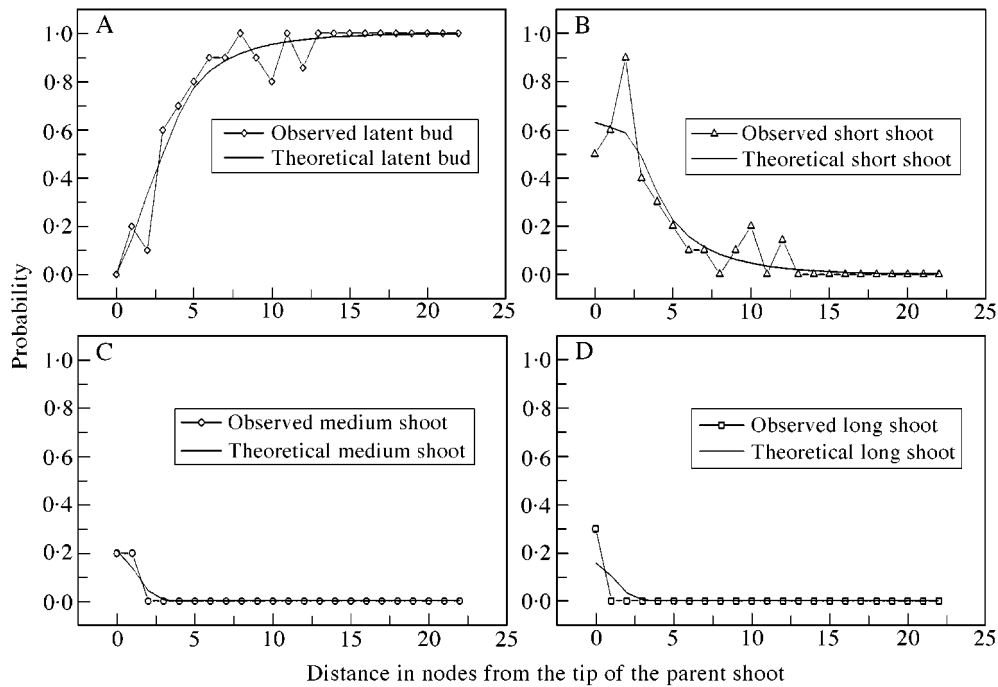 A
1·0
0·8
0·6
0·4
0·2
0·0
Observed latent bud
Theoretical latent bud
0 5 10 15 20 25
B
1·0
0·8
0·6
0·4
0·2
0·0
Observed short shoot
Theoretical short shoot
0 5 10 15 20 25
Probability
C
1·0
0·8
0·6
0·4
0·2
0·0
Observed medium shoot
Theoretical medium shoot
0 5 10 15 20 25
D
1·0
0·8
0·6
0·4
0·2
0·0
Observed long shoot
Theoretical long shoot
0 5 10 15 20 25
Distance in nodes from the tip of the parent shoot